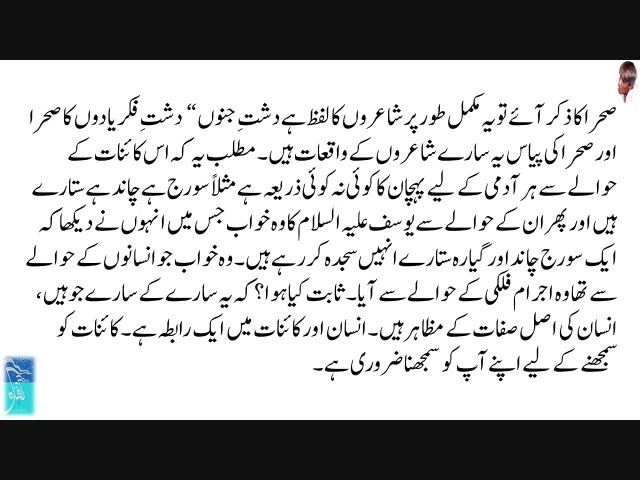 صحرا کا ذکر آئے تو یہ مکمل طور پر شاعروں کا لفظ ہے دشتِ جنوں“ دشتِ فکر یادوں کا صحرا
اور صحرا کی پیاس یہ سارے شاعروں کے واقعات ہیں۔ مطلب یہ کہ اس کائنات کے
حوالے سے ہر آدمی کے لیے پہچان کا کوئی نہ کوئی ذریعہ ہے مثلاً سورج ہے چاند ہے ستارے
ہیں اور پھر ان کے حوالے سے یوسف علیہ السلام کا وہ خواب جس میں انہوں نے دیکھا کہ
ایک سورج چاند اور گیارہ ستارے انہیں سجدہ کر رہے ہیں۔ وہ خواب جو انسانوں کے حوالے
سے تھا وہ اجرام فلکی کے حوالے سے آیا۔ ثابت کیا ہوا؟ کہ یہ سارے کے سارے جو ہیں،
انسان کی اصل صفات کے مظاہر ہیں۔ انسان اور کائنات میں ایک رابطہ ہے۔ کائنات کو
سمجھنے کے لیے اپنے آپ کو سمجھنا ضروری ہے۔